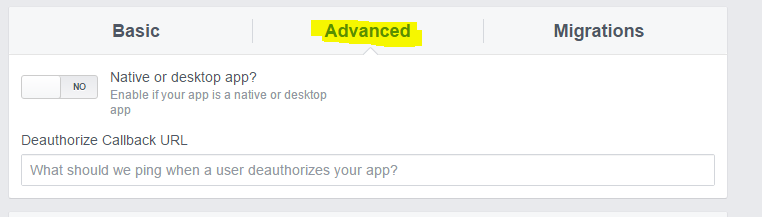 Basic
Advanced
Migrations
NO
Native or desktop app?
Enable if your app is a native or desktop
app
Deauthorize Callback URL
What should we ping when a user deauthorizes your app?